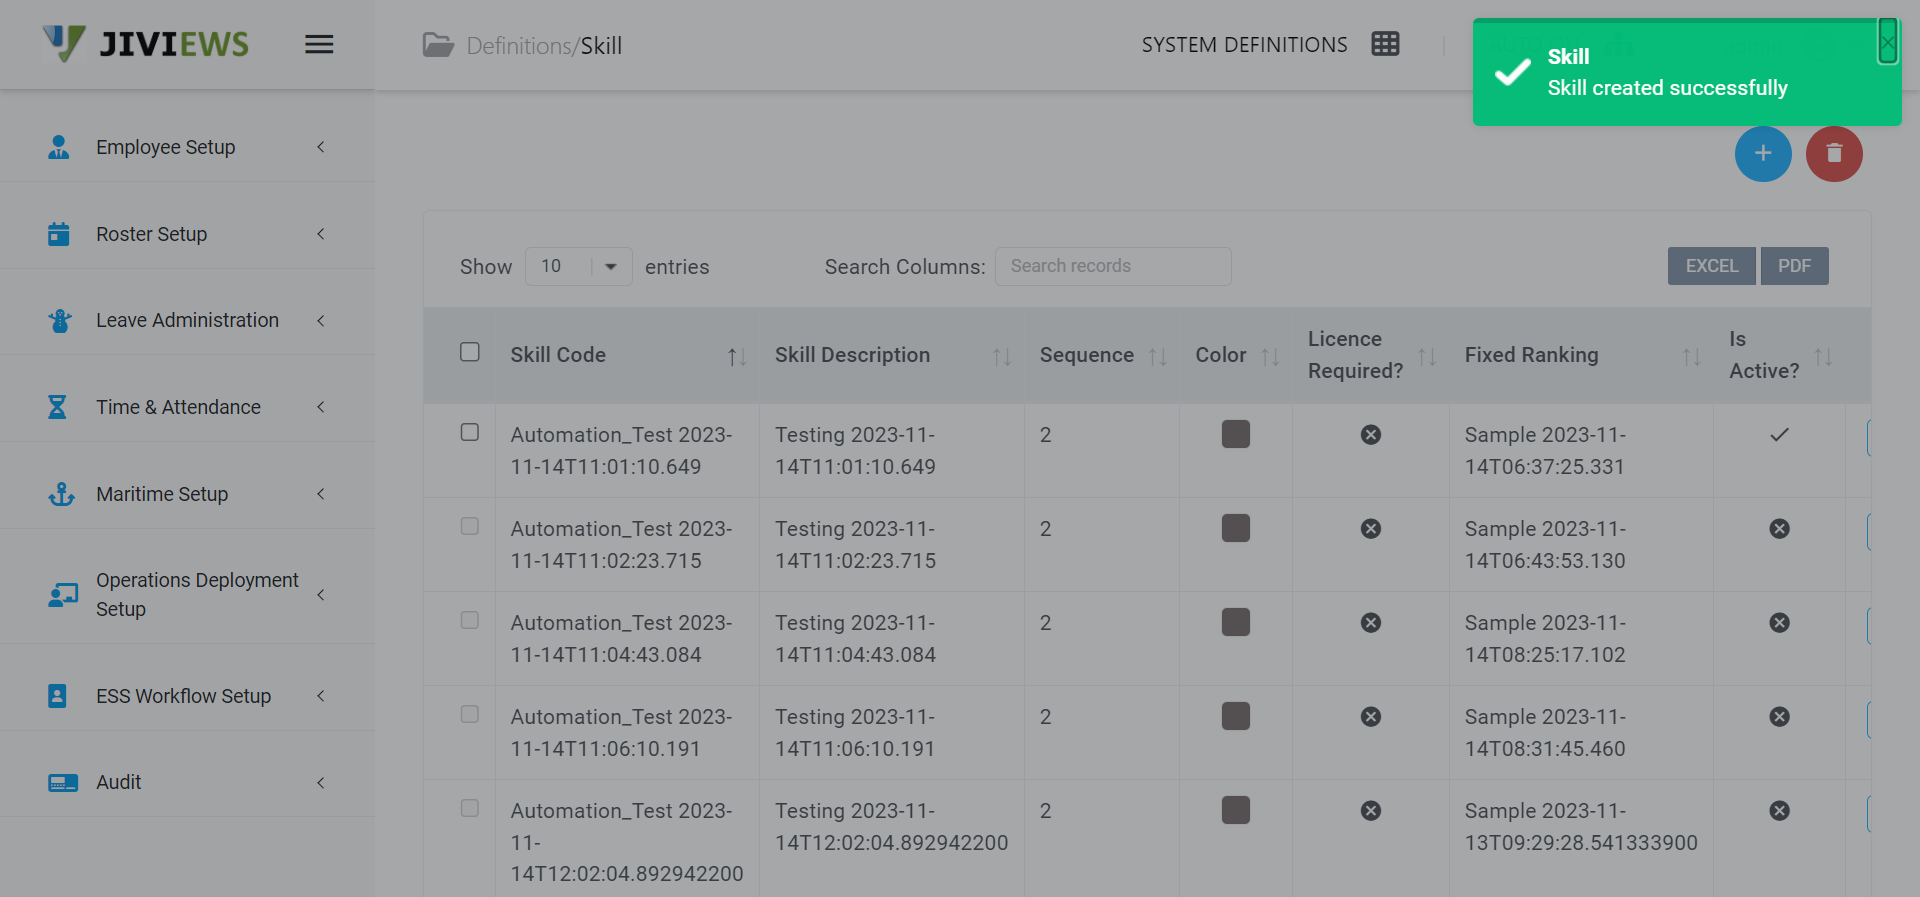 JIVIEWS
Definitions/Skill
SYSTEM DEFINITIONS
Skill
Skill created successfully
Employee Setup
Roster Setup
Leave Administration
Time & Attendance
Maritime Setup
Operations Deployment
Setup
ESS Workflow Setup
Audit
Show 10 entries
Search Columns: Search records
EXCEL PDF
Skill Code Skill Description Sequence Color Licence Required? Fixed Ranking Is Active?
Automation_Test 2023- Testing 2023-11- 2 Sample 2023-11-
11-14T11:01:10.649 14T11:01:10.649 14T06:37:25.331
Automation_Test 2023- Testing 2023-11- 2 Sample 2023-11-
11-14T11:02:23.715 14T11:02:23.715 14T06:43:53.130
Automation_Test 2023- Testing 2023-11- 2 Sample 2023-11-
11-14T11:04:43.084 14T11:04:43.084 14T08:25:17.102
Automation_Test 2023- Testing 2023-11- 2 Sample 2023-11-
11-14T11:06:10.191 14T11:06:10.191 14T08:31:45.460
Automation_Test 2023- Testing 2023-11- 2 Sample 2023-11-
11- 14T12:02:04.892942200 13T09:29:28.541333900
14T12:02:04.892942200